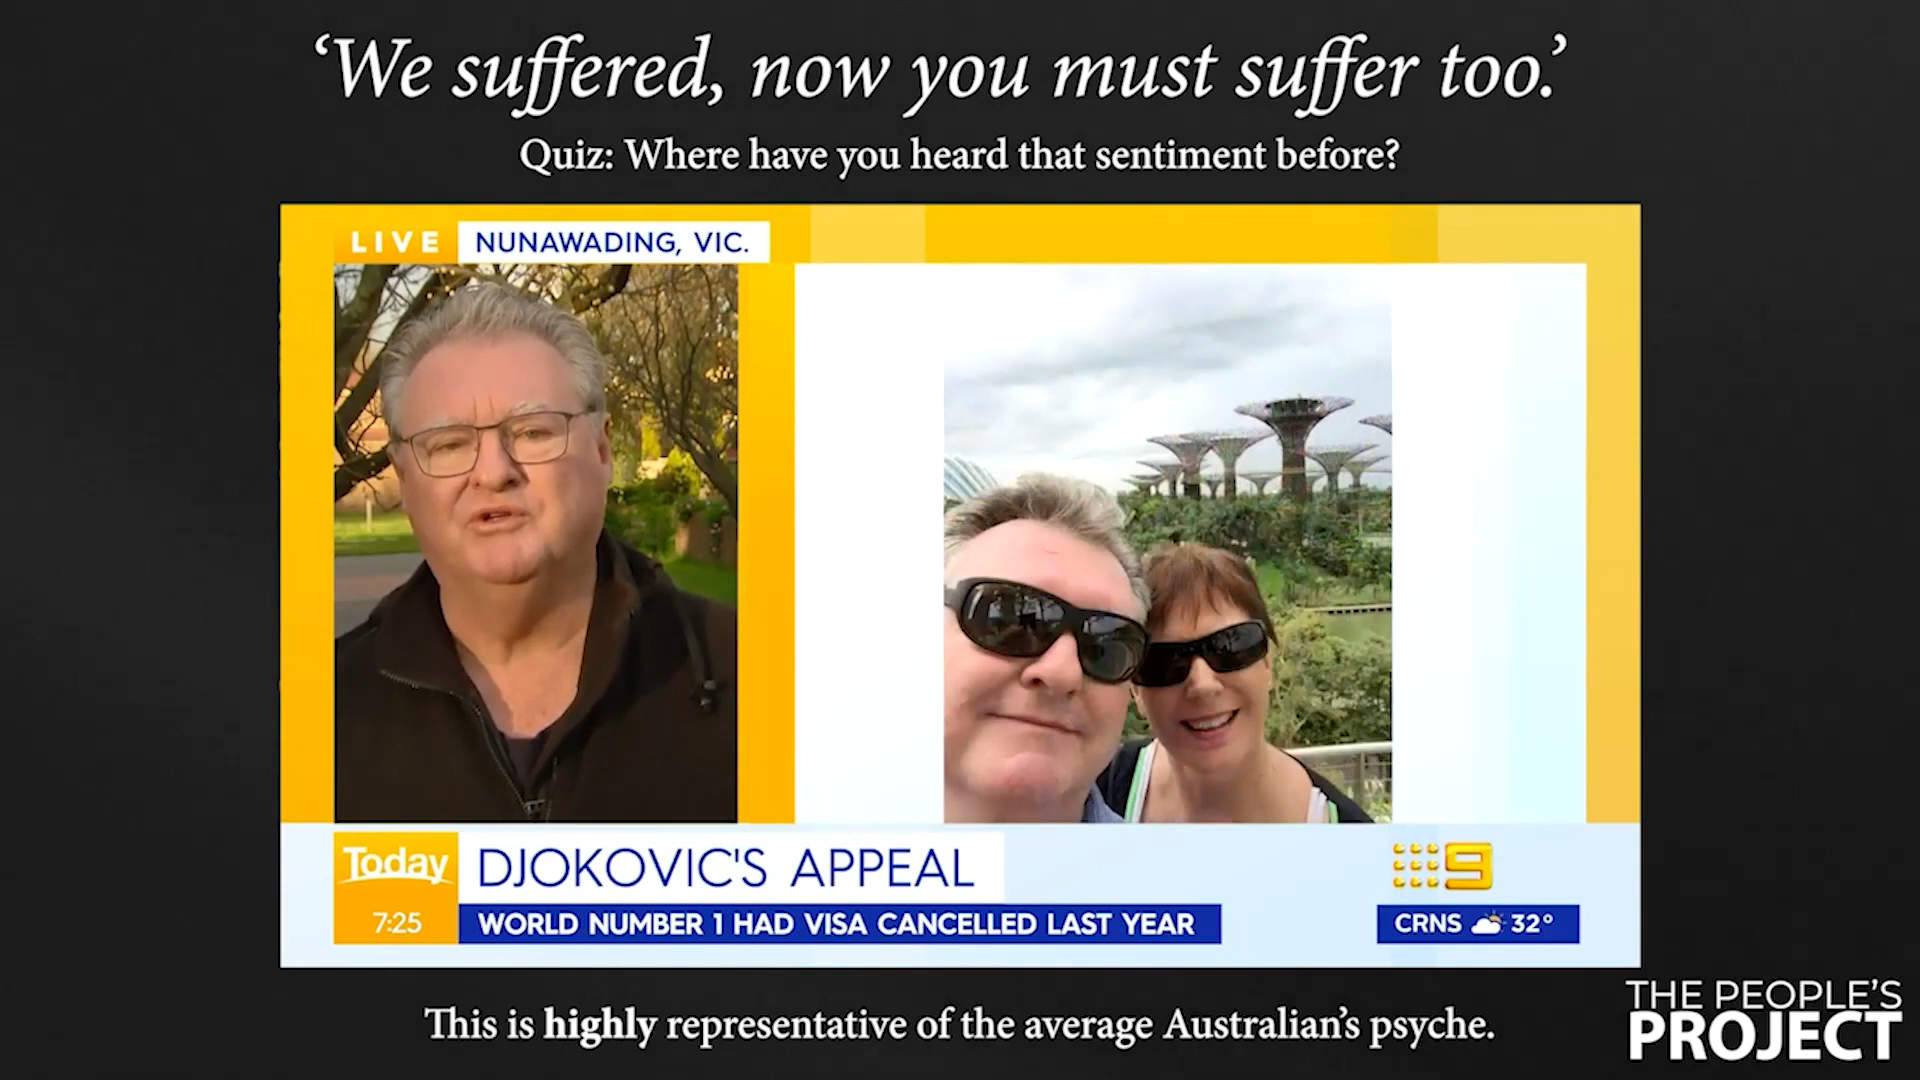 ‘We suffered, now you must suffer too.’
Quiz: Where have you heard that sentiment before?
LIVE NUNAWADING, VIC.
Today DJOKOVIC'S APPEAL
9
7:25 WORLD NUMBER 1 HAD VISA CANCELLED LAST YEAR
CRNS 32°
This is highly representative of the average Australian’s psyche.
THE PEOPLE'S
PROJECT